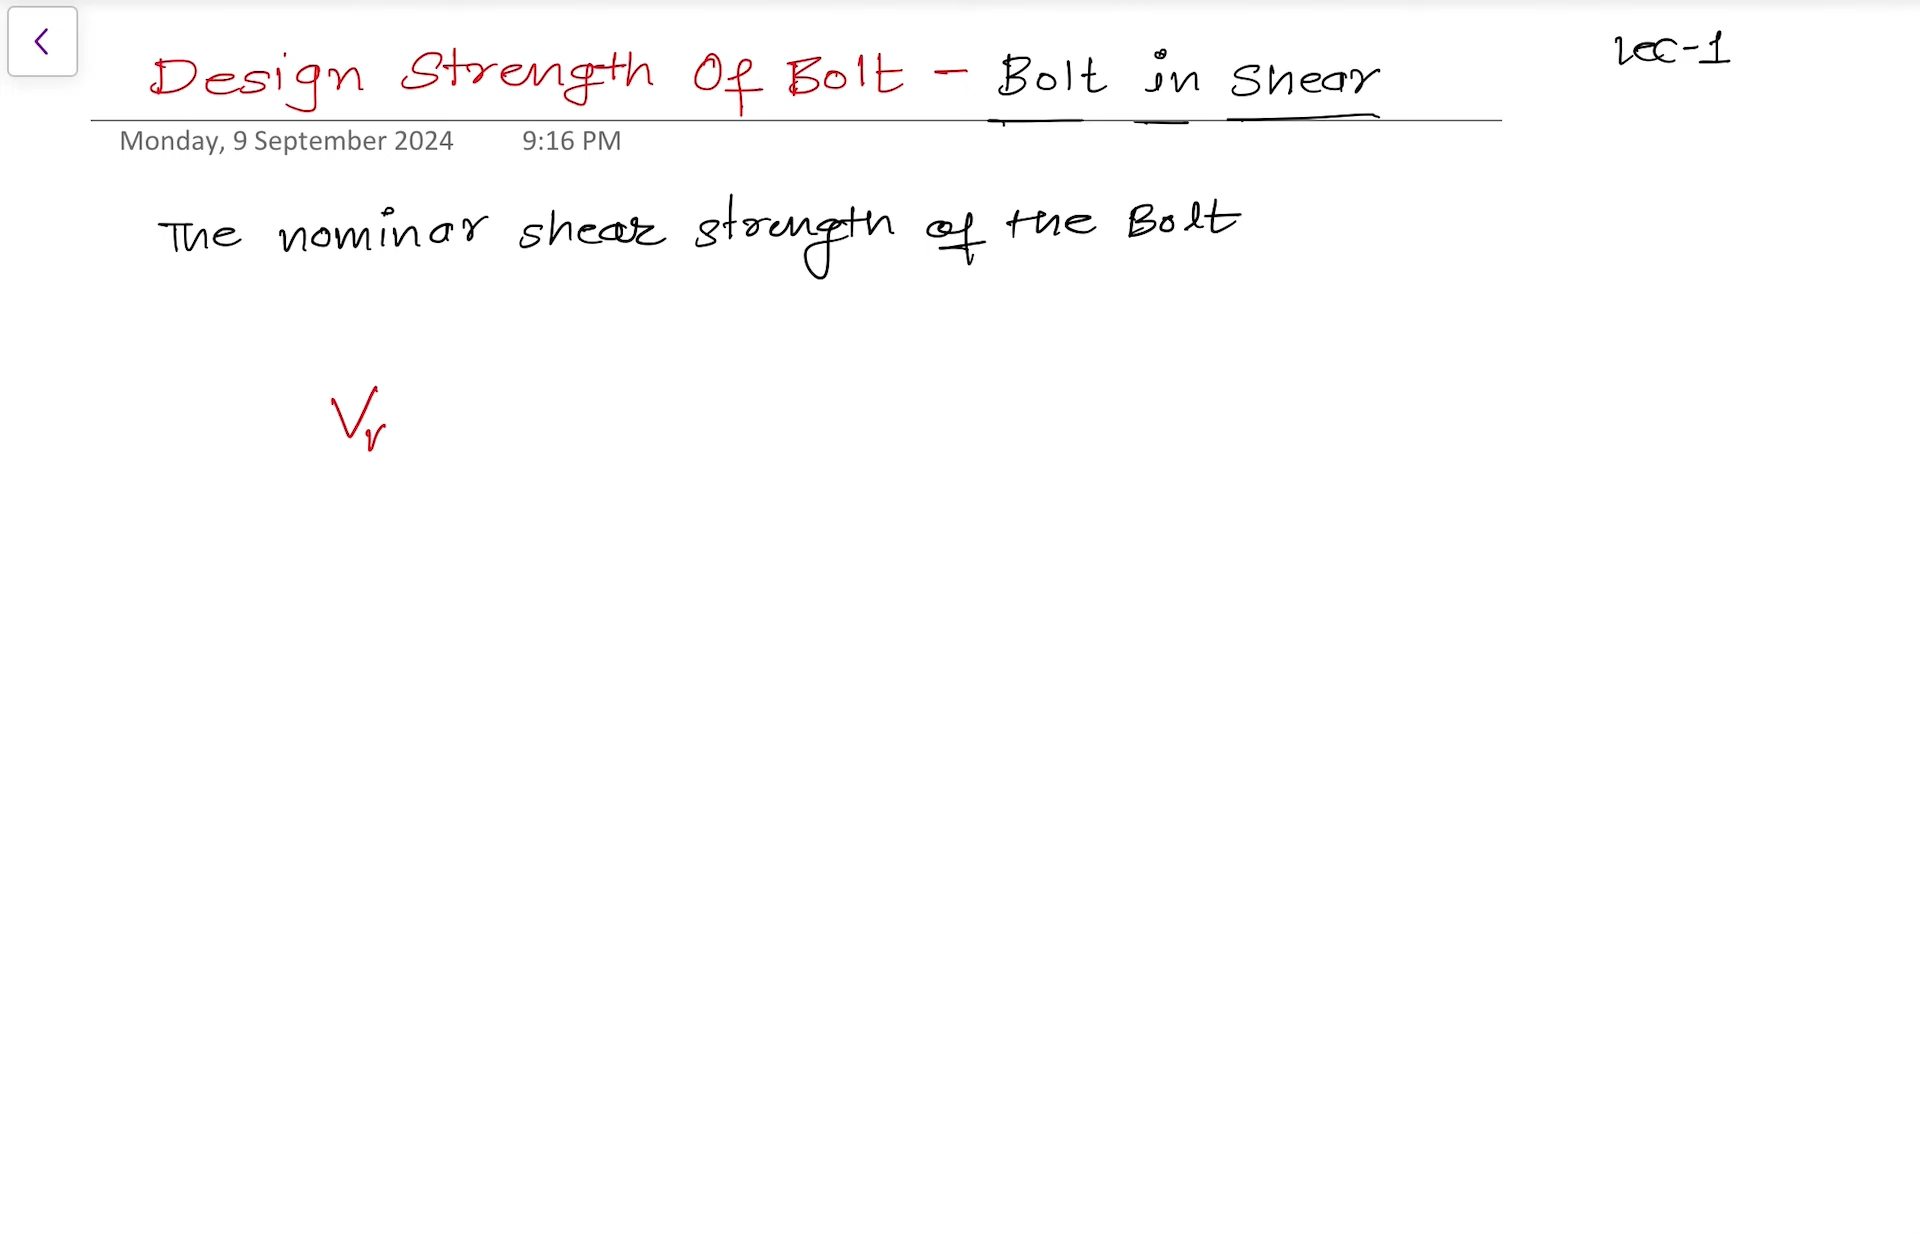 Design Strength Of Bolt - Bolt in Shear
Lec-1
Monday, 9 September 2024 9:16 PM
The nominar shear strength of the Bolt
Vr